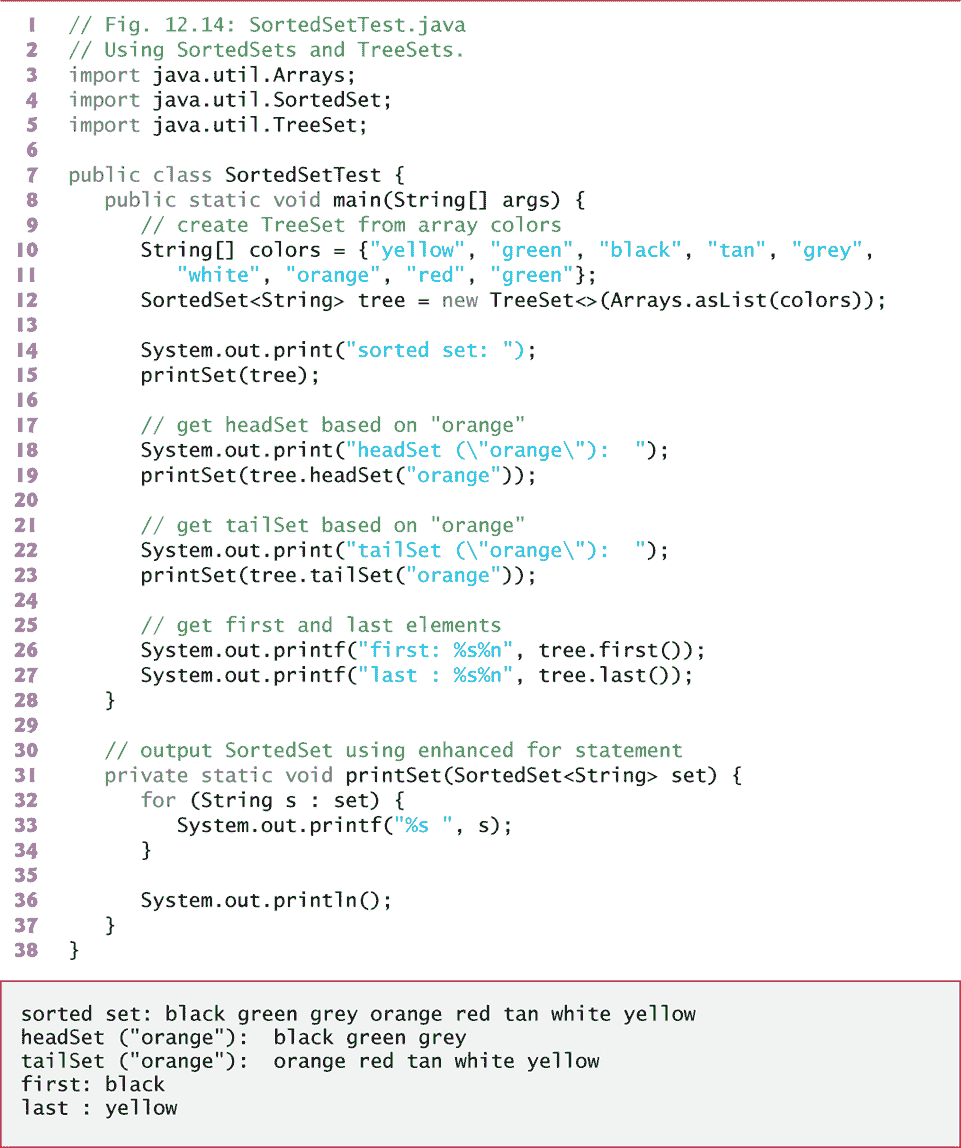 1 // Fig. 12.14: SortedSetTest.java
2 // Using SortedSets and TreeSets.
3 import java.util.Arrays;
4 import java.util.SortedSet;
5 import java.util.TreeSet;
6
7 public class SortedSetTest {
8    public static void main(String[] args) {
9       // create TreeSet from array colors
10       String[] colors = {"yellow", "green", "black", "tan", "grey",
11          "white", "orange", "red", "green"};
12       SortedSet<String> tree = new TreeSet<>(Arrays.asList(colors));
13
14       System.out.print("sorted set: ");
15       printSet(tree);
16
17       // get headSet based on "orange"
18       System.out.print("headSet (\"orange\"):  ");
19       printSet(tree.headSet("orange"));
20
21       // get tailSet based on "orange"
22       System.out.print("tailSet (\"orange\"):  ");
23       printSet(tree.tailSet("orange"));
24
25       // get first and last elements
26       System.out.printf("first: %s%n", tree.first());
27       System.out.printf("last : %s%n", tree.last());
28    }
29
30    // output SortedSet using enhanced for statement
31    private static void printSet(SortedSet<String> set) {
32       for (String s : set) {
33          System.out.printf("%s ", s);
34       }
35
36       System.out.println();
37    }
38 }
sorted set: black green grey orange red tan white yellow
headSet ("orange"):  black green grey
tailSet ("orange"):  orange red tan white yellow
first: black
last : yellow